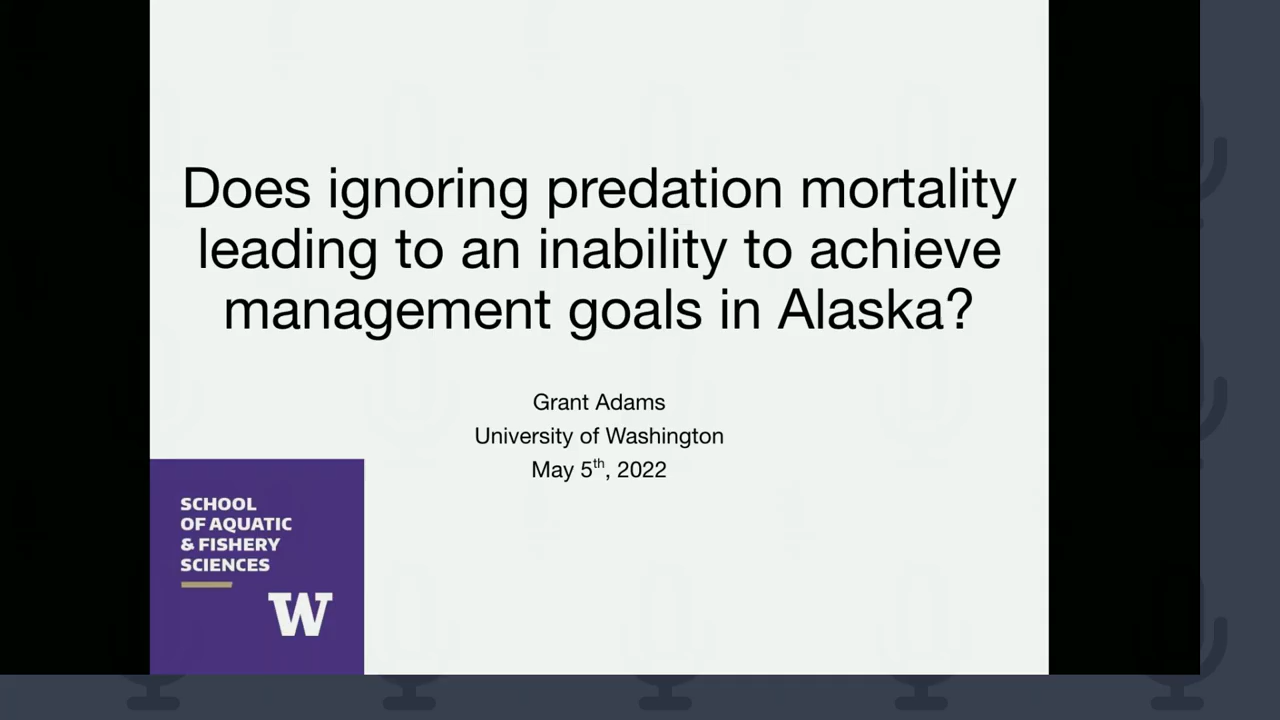 Does ignoring predation mortality
leading to an inability to achieve
management goals in Alaska?
Grant Adams
University of Washington
May 5th, 2022
SCHOOL
OF AQUATIC
& FISHERY
SCIENCES
W